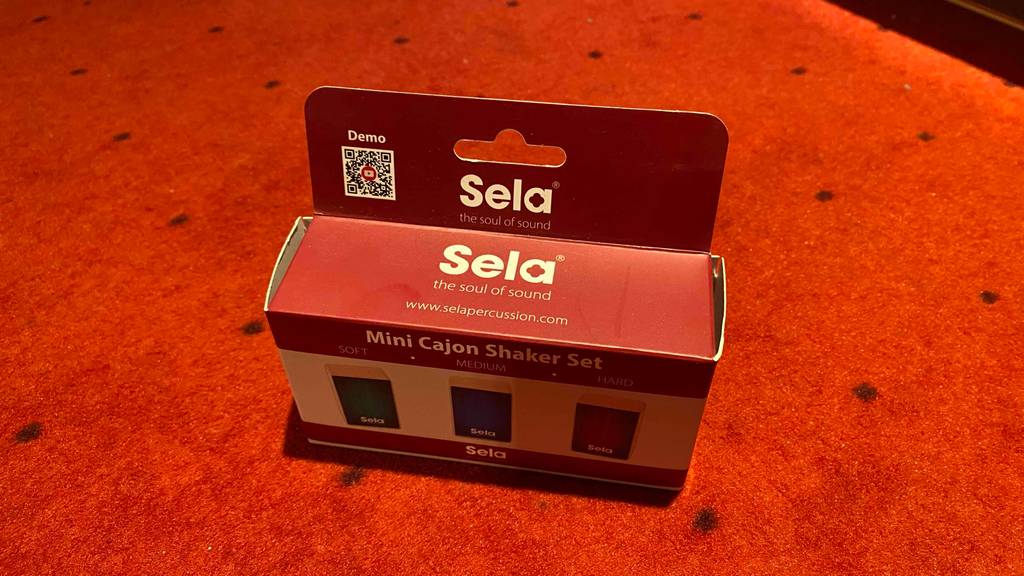 Demo
Sela®
the soul of sound
Sela®
the soul of sound
www.selapercussion.com
Mini Cajon Shaker Set
SOFT • MEDIUM • HARD
Sela Sela Sela
Sela